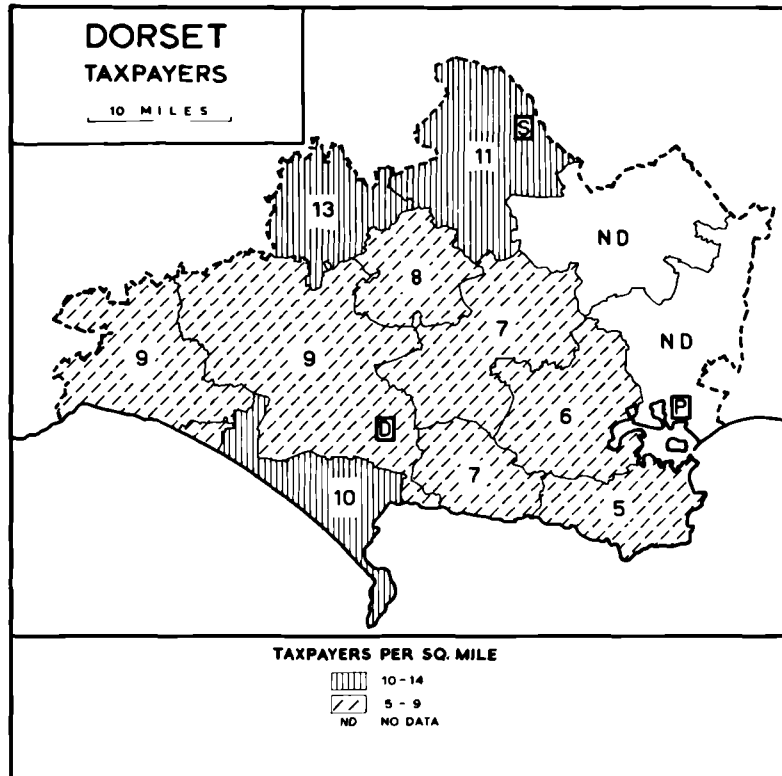 DORSET
TAXPAYERS
10 MILES
S
11
13
ND
8
7
ND
9
9
6
P
D
7
10
5
TAXPAYERS PER SQ. MILE
10-14
5 - 9
ND NO DATA